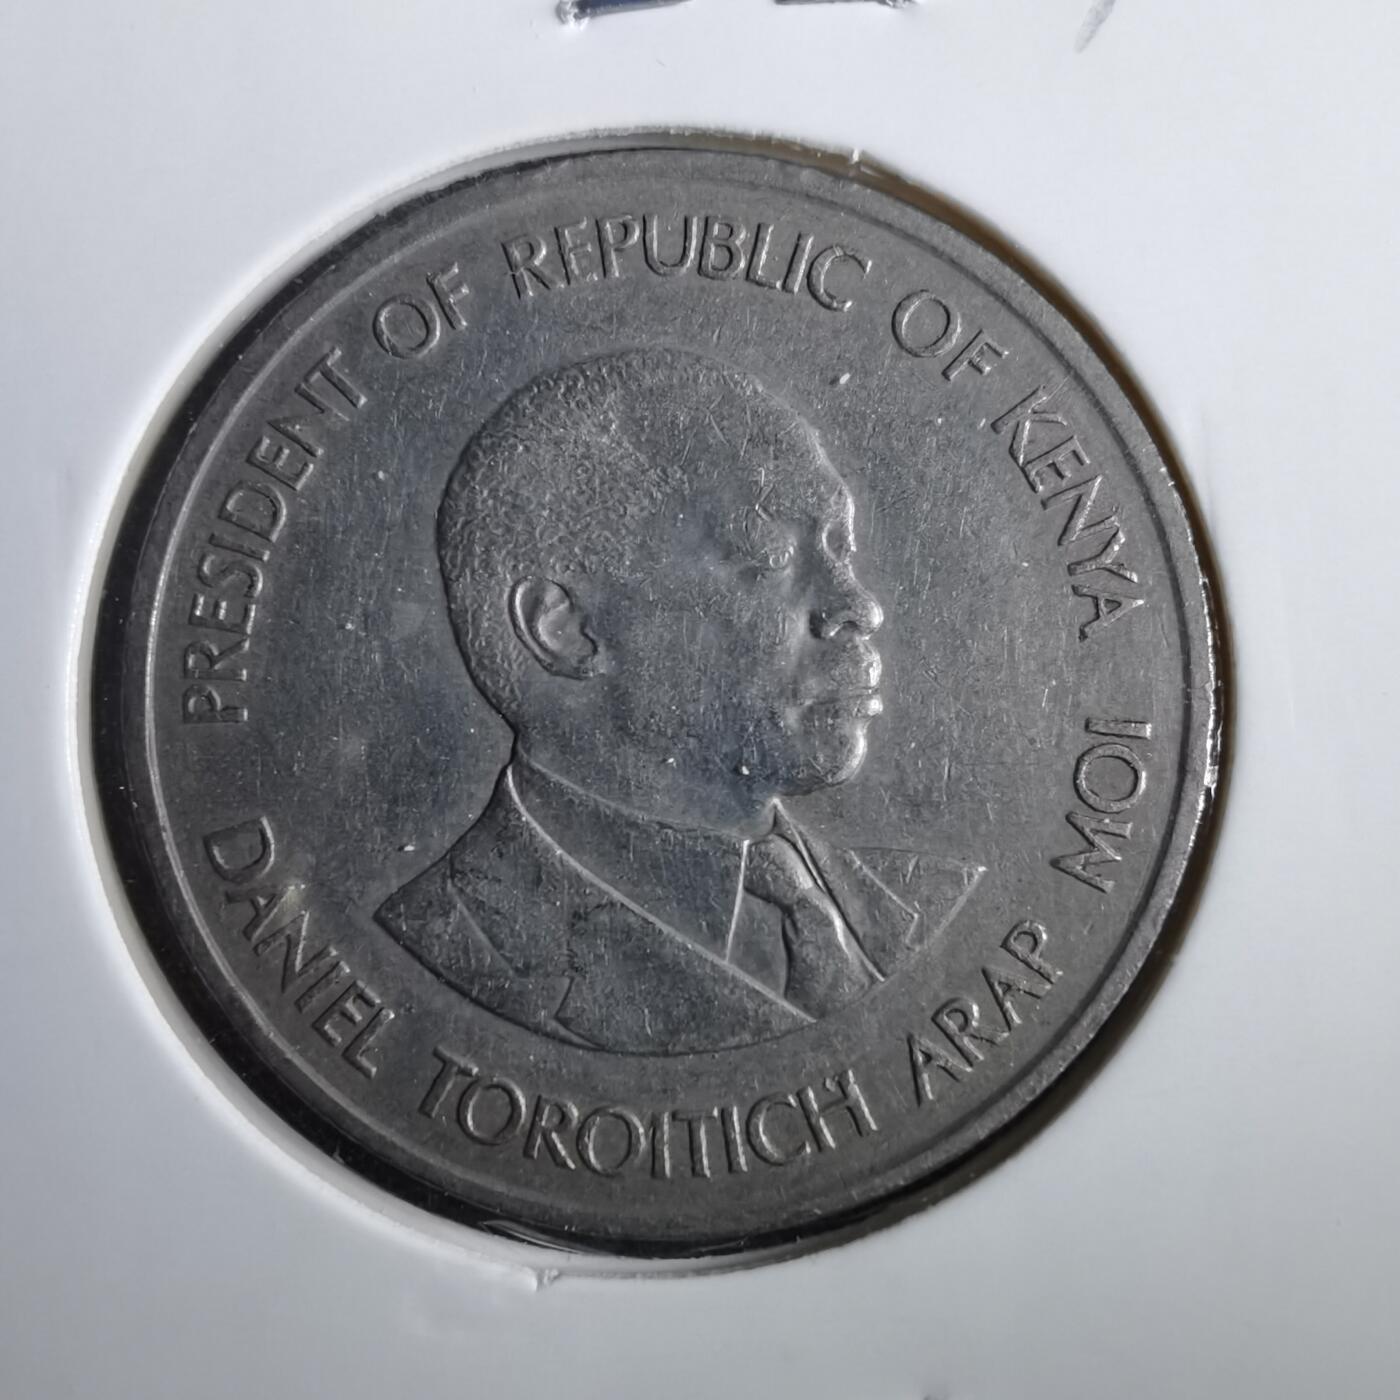 PRESIDENT OF REPUBLIC OF KENYA
DANIEL TOROITICH ARAP MOI